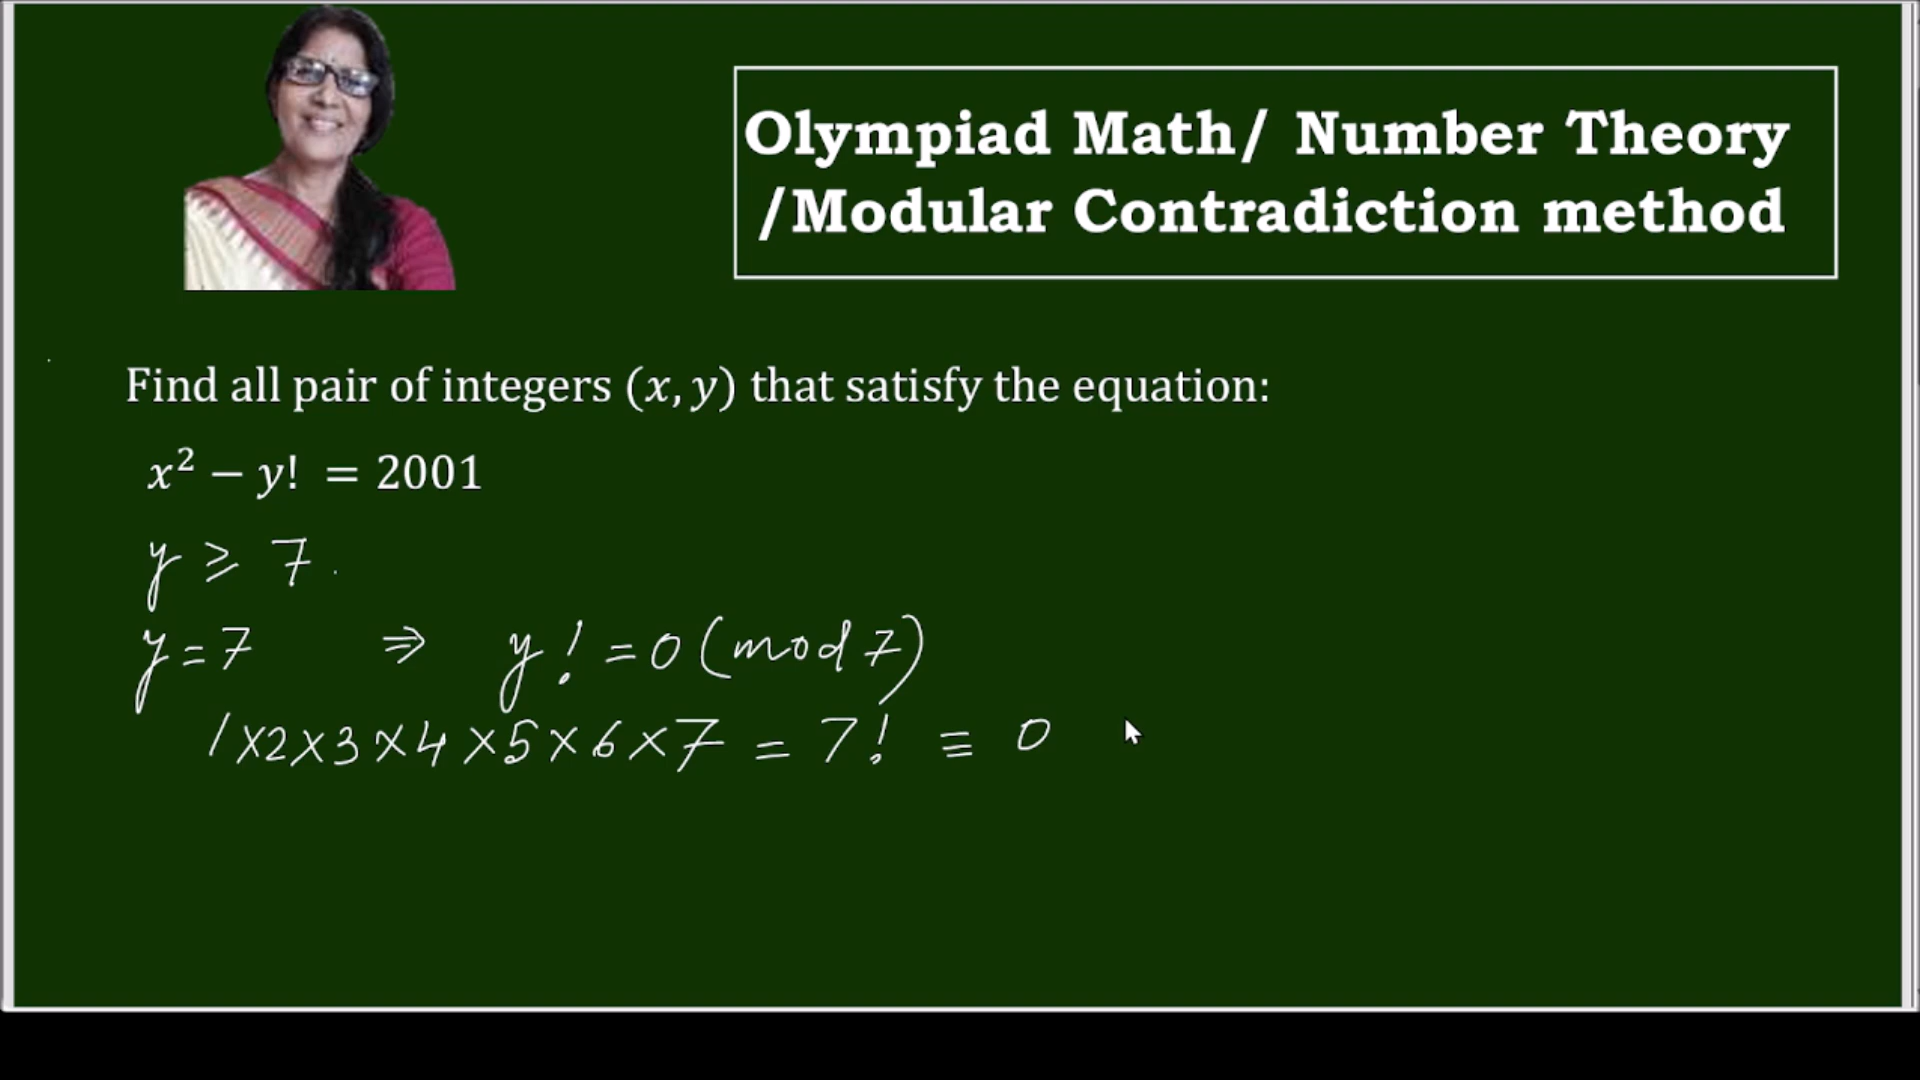 Olympiad Math/ Number Theory
/Modular Contradiction method
Find all pair of integers (x, y) that satisfy the equation:
x² − y! = 2001
y ⩾ 7.
y = 7 ⇒ y! = 0 (mod 7)
1×2×3×4×5×6×7 = 7! ≡ 0